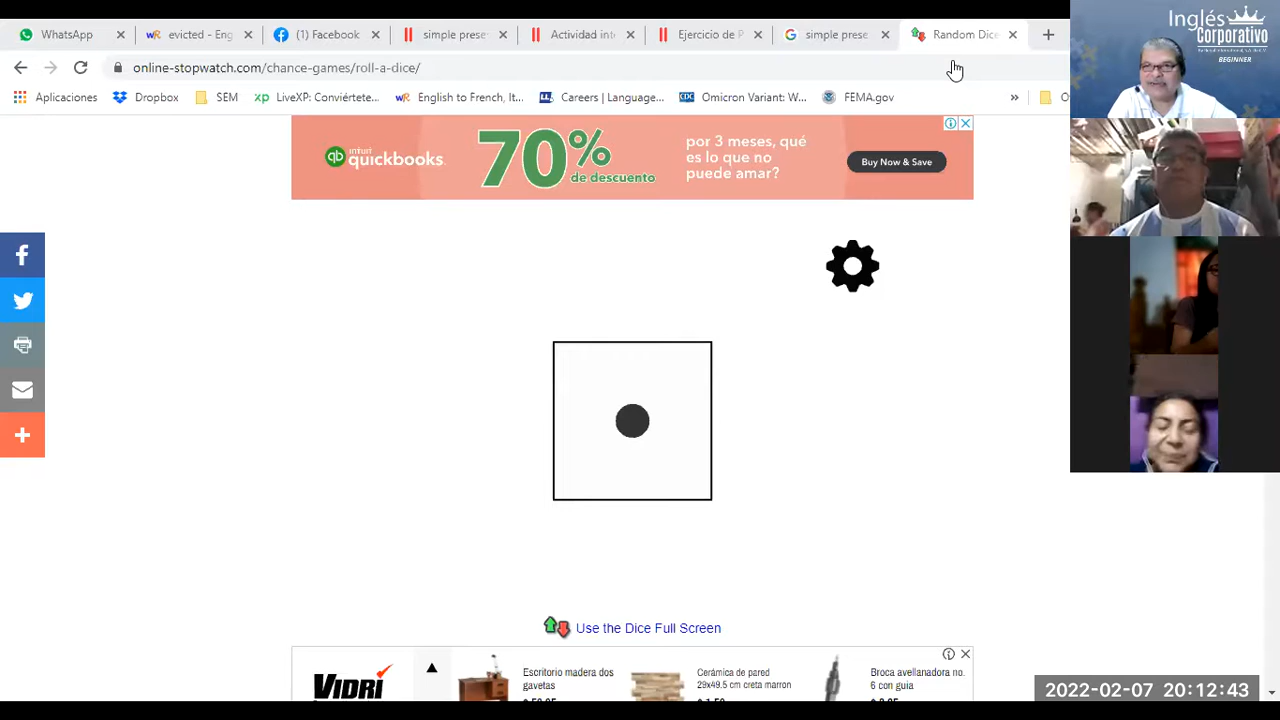 WhatsApp
evicted - Eng
(1) Facebook
simple prese
Actividad inte
Ejercicio de P
simple prese
Random Dice
online-stopwatch.com/chance-games/roll-a-dice/
Aplicaciones
Dropbox
SEM
LiveXP: Conviértete...
English to French, It...
Careers | Language...
Omicron Variant: W...
FEMA.gov
»
Inglés
Corporativo
BEGINNER
intuit
quickbooks.
70%
de descuento
por 3 meses, qué
es lo que no
puede amar?
Buy Now & Save
Use the Dice Full Screen
VIDRÍ
Escritorio madera dos
gavetas
Cerámica de pared
29x49.5 cm creta marron
Broca avellanadora no.
6 con guia
2022-02-07 20:12:43